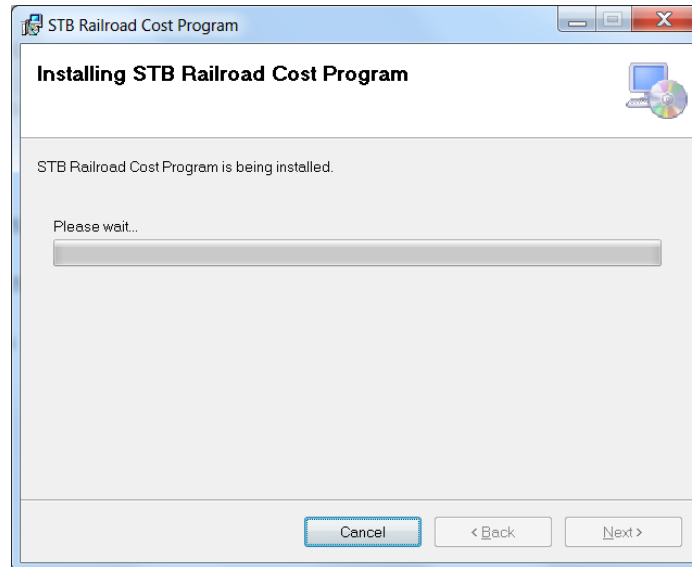 STB Railroad Cost Program
Installing STB Railroad Cost Program
STB Railroad Cost Program is being installed.
Please wait...
Cancel
< Back
Next >